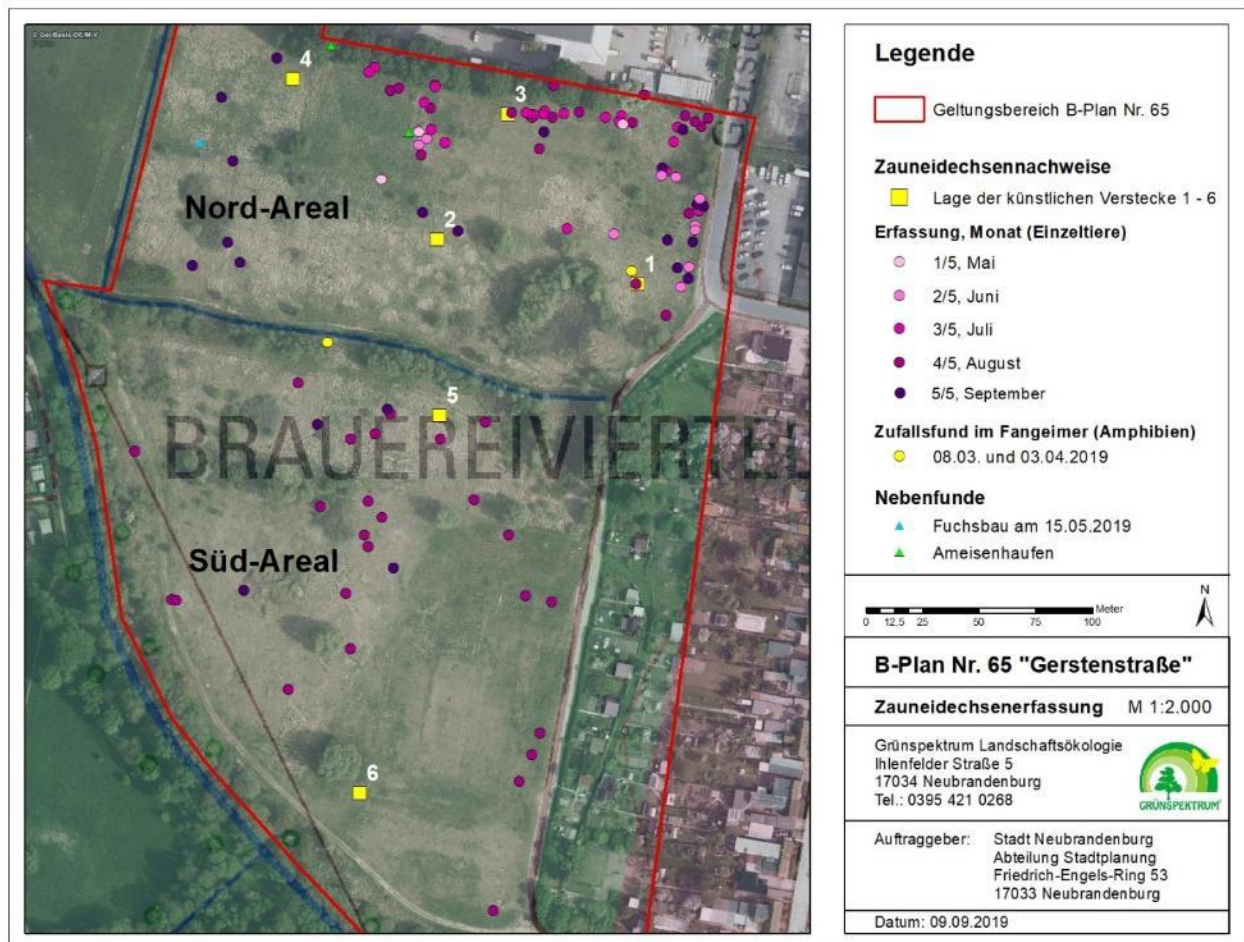 © GeoBasis-DE/M-V
4
3
Nord-Areal
2
1
5
BRAUEREIVIERTEL
Süd-Areal
6
Legende
Geltungsbereich B-Plan Nr. 65
Zauneidechsennachweise
Lage der künstlichen Verstecke 1 - 6
Erfassung, Monat (Einzeltiere)
1/5, Mai
2/5, Juni
3/5, Juli
4/5, August
5/5, September
Zufallsfund im Fangeimer (Amphibien)
08.03. und 03.04.2019
Nebenfunde
Fuchsbau am 15.05.2019
Ameisenhaufen
N
Meter
0 12,5 25 50 75 100
B-Plan Nr. 65 "Gerstenstraße"
Zauneidechsenerfassung M 1:2.000
Grünspektrum Landschaftsökologie
Ihlenfelder Straße 5
17034 Neubrandenburg
Tel.: 0395 421 0268
GRÜNSPEKTRUM
Auftraggeber: Stadt Neubrandenburg
Abteilung Stadtplanung
Friedrich-Engels-Ring 53
17033 Neubrandenburg
Datum: 09.09.2019